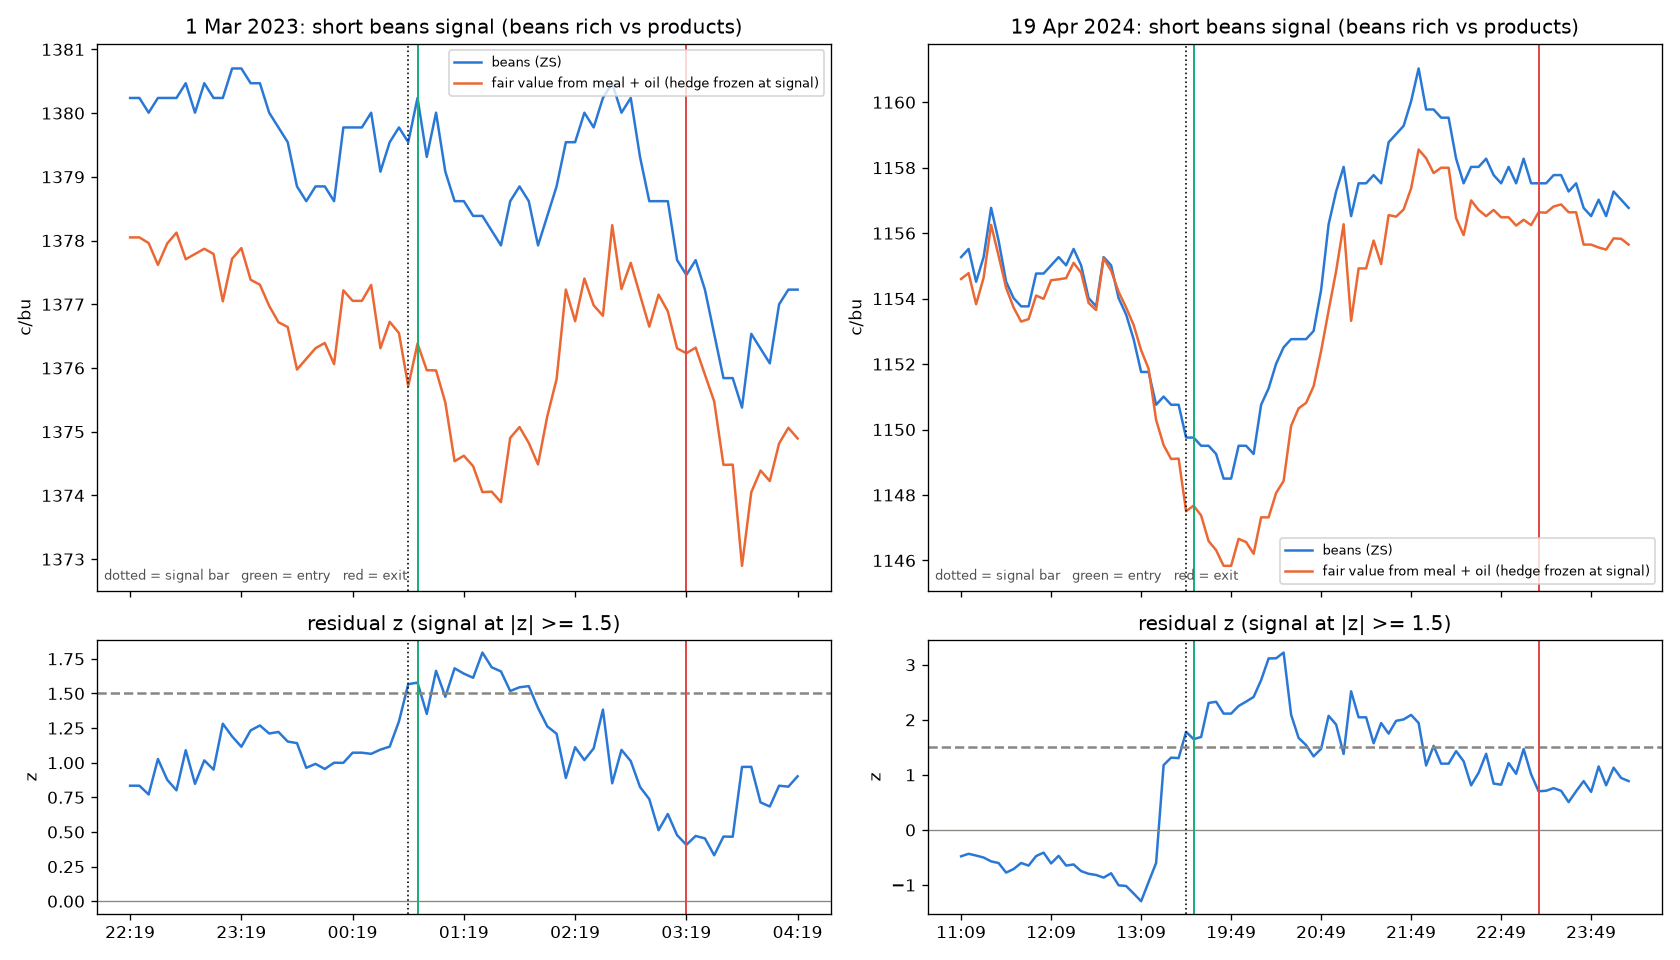 1 Mar 2023: short beans signal (beans rich vs products)
1381
1380
1379
1378
1377
1376
1375
1374
1373
c/bu
beans (ZS)
fair value from meal + oil (hedge frozen at signal)
dotted = signal bar green = entry red = exit
19 Apr 2024: short beans signal (beans rich vs products)
1160
1158
1156
1154
1152
1150
1148
1146
c/bu
beans (ZS)
fair value from meal + oil (hedge frozen at signal)
dotted = signal bar green = entry red = exit
residual z (signal at |z| >= 1.5)
1.75
1.50
1.25
1.00
0.75
0.50
0.25
0.00
z
22:19 23:19 00:19 01:19 02:19 03:19 04:19
residual z (signal at |z| >= 1.5)
3
2
1
0
−1
z
11:09 12:09 13:09 19:49 20:49 21:49 22:49 23:49